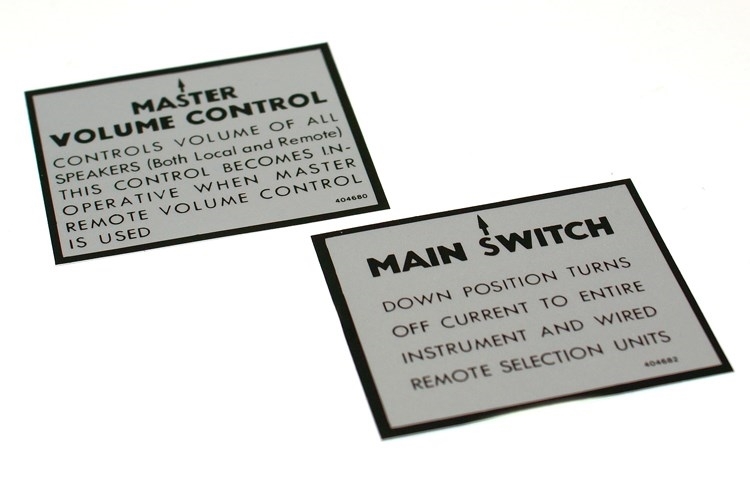 MASTER
VOLUME CONTROL
CONTROLS VOLUME OF ALL
SPEAKERS (Both Local and Remote)
THIS CONTROL BECOMES IN-
OPERATIVE WHEN MASTER
REMOTE VOLUME CONTROL
IS USED
404680
MAIN SWITCH
DOWN POSITION TURNS
OFF CURRENT TO ENTIRE
INSTRUMENT AND WIRED
REMOTE SELECTION UNITS
404682